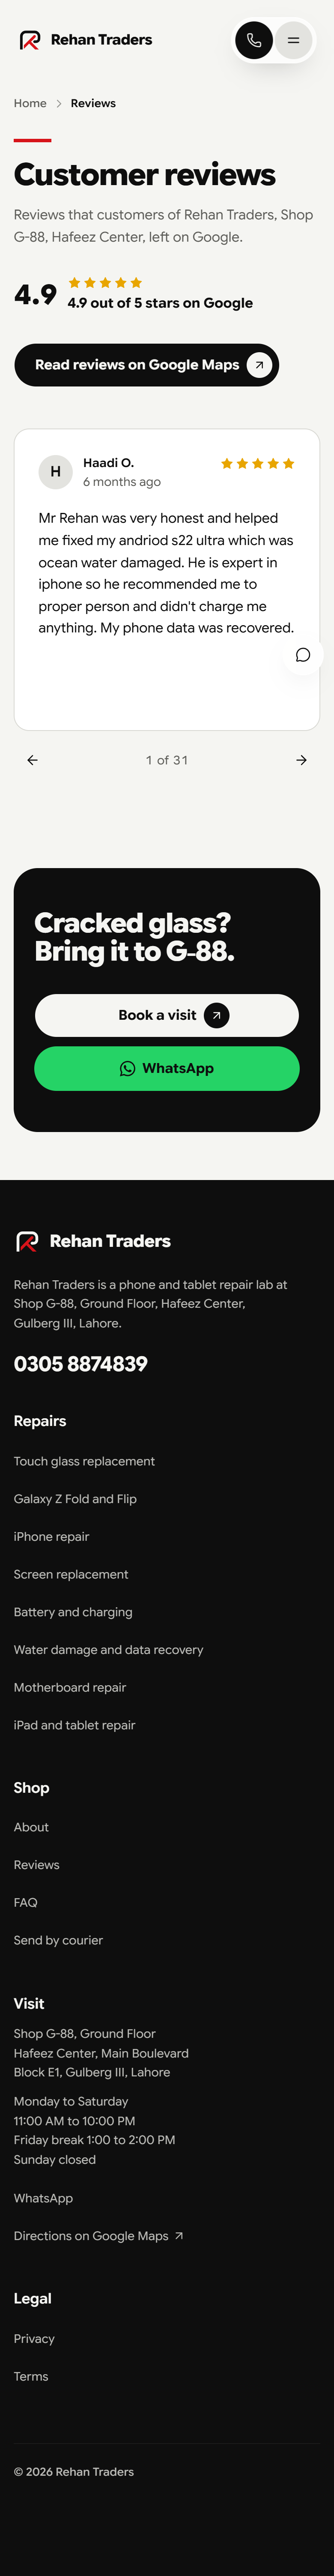 Rehan Traders
Home > Reviews
Customer reviews
Reviews that customers of Rehan Traders, Shop
G-88, Hafeez Center, left on Google.
4.9
4.9 out of 5 stars on Google
Read reviews on Google Maps
H
Haadi O.
6 months ago
Mr Rehan was very honest and helped
me fixed my andriod s22 ultra which was
ocean water damaged. He is expert in
iphone so he recommended me to
proper person and didn't charge me
anything. My phone data was recovered.
1 of 31
Cracked glass?
Bring it to G-88.
Book a visit
WhatsApp
Rehan Traders
Rehan Traders is a phone and tablet repair lab at
Shop G-88, Ground Floor, Hafeez Center,
Gulberg III, Lahore.
0305 8874839
Repairs
Touch glass replacement
Galaxy Z Fold and Flip
iPhone repair
Screen replacement
Battery and charging
Water damage and data recovery
Motherboard repair
iPad and tablet repair
Shop
About
Reviews
FAQ
Send by courier
Visit
Shop G-88, Ground Floor
Hafeez Center, Main Boulevard
Block E1, Gulberg III, Lahore
Monday to Saturday
11:00 AM to 10:00 PM
Friday break 1:00 to 2:00 PM
Sunday closed
WhatsApp
Directions on Google Maps
Legal
Privacy
Terms
© 2026 Rehan Traders